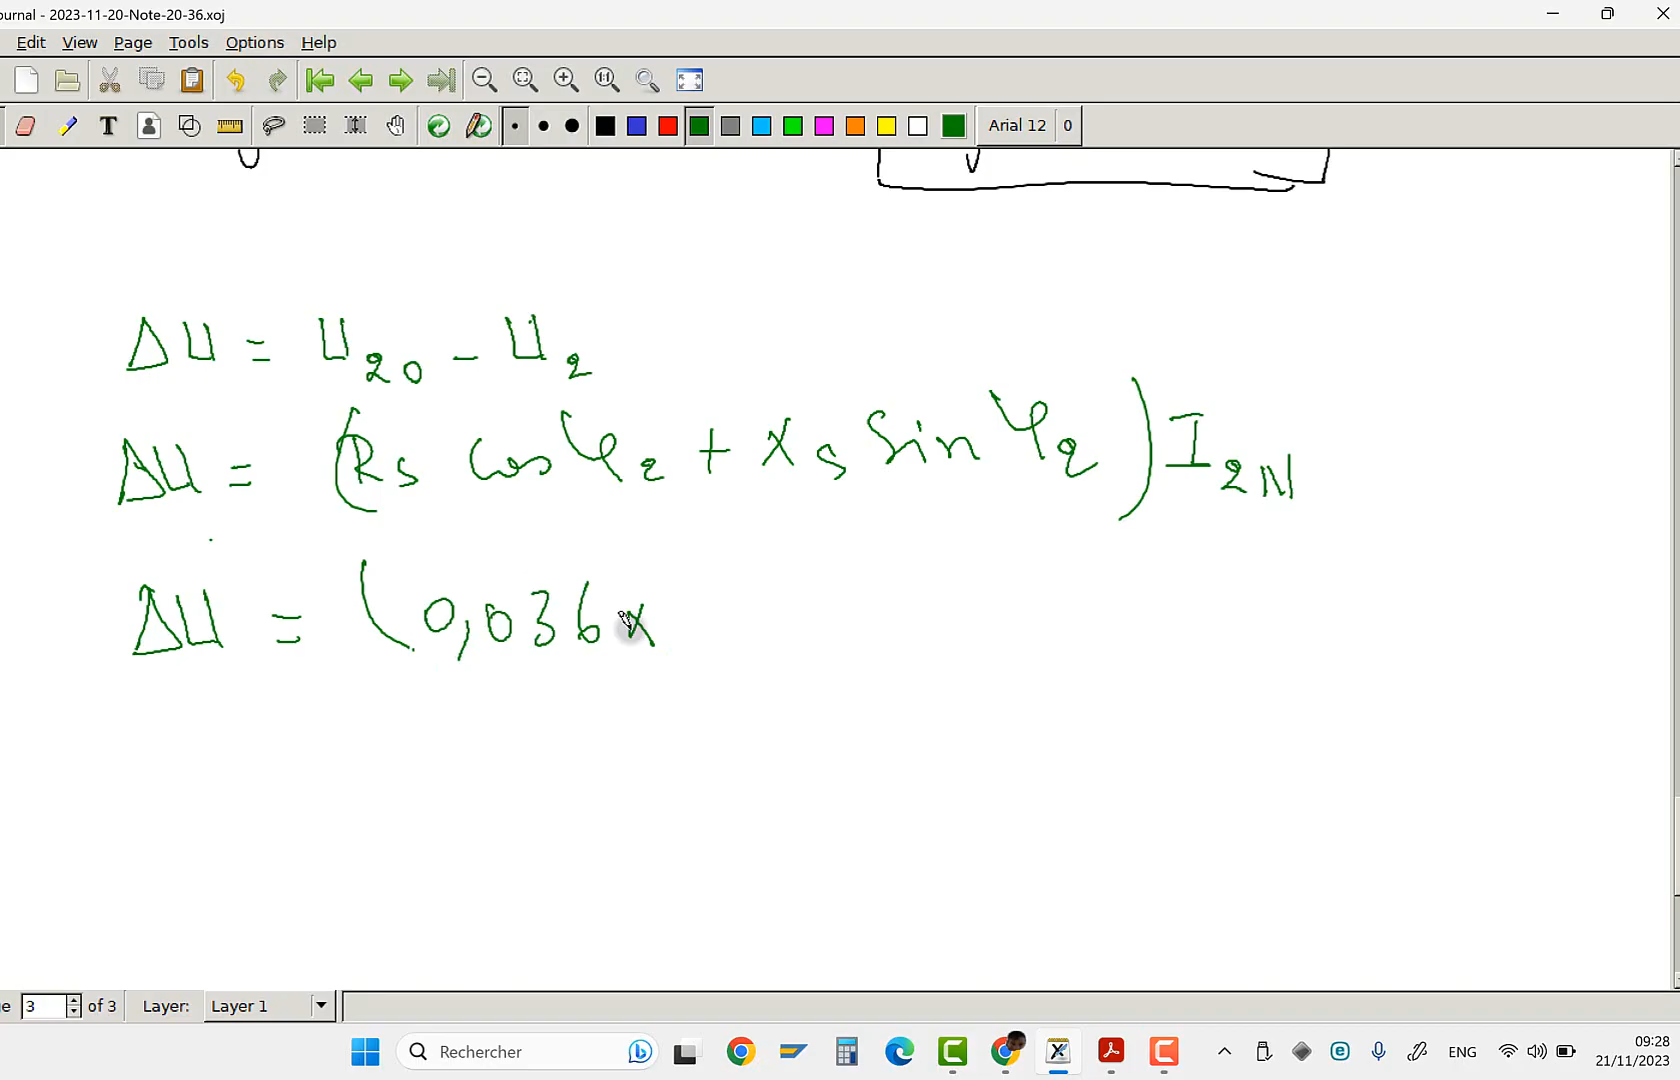 ournal - 2023-11-20-Note-20-36.xoj
Edit View Page Tools Options Help
Arial 12 0
ΔU = U₂₀ - U₂
ΔU = (Rs cosφ₂ + Xs sinφ₂) I₂N
ΔU = (0,036 x
e 3 of 3 Layer: Layer 1
Rechercher
ENG
09:28
21/11/2023